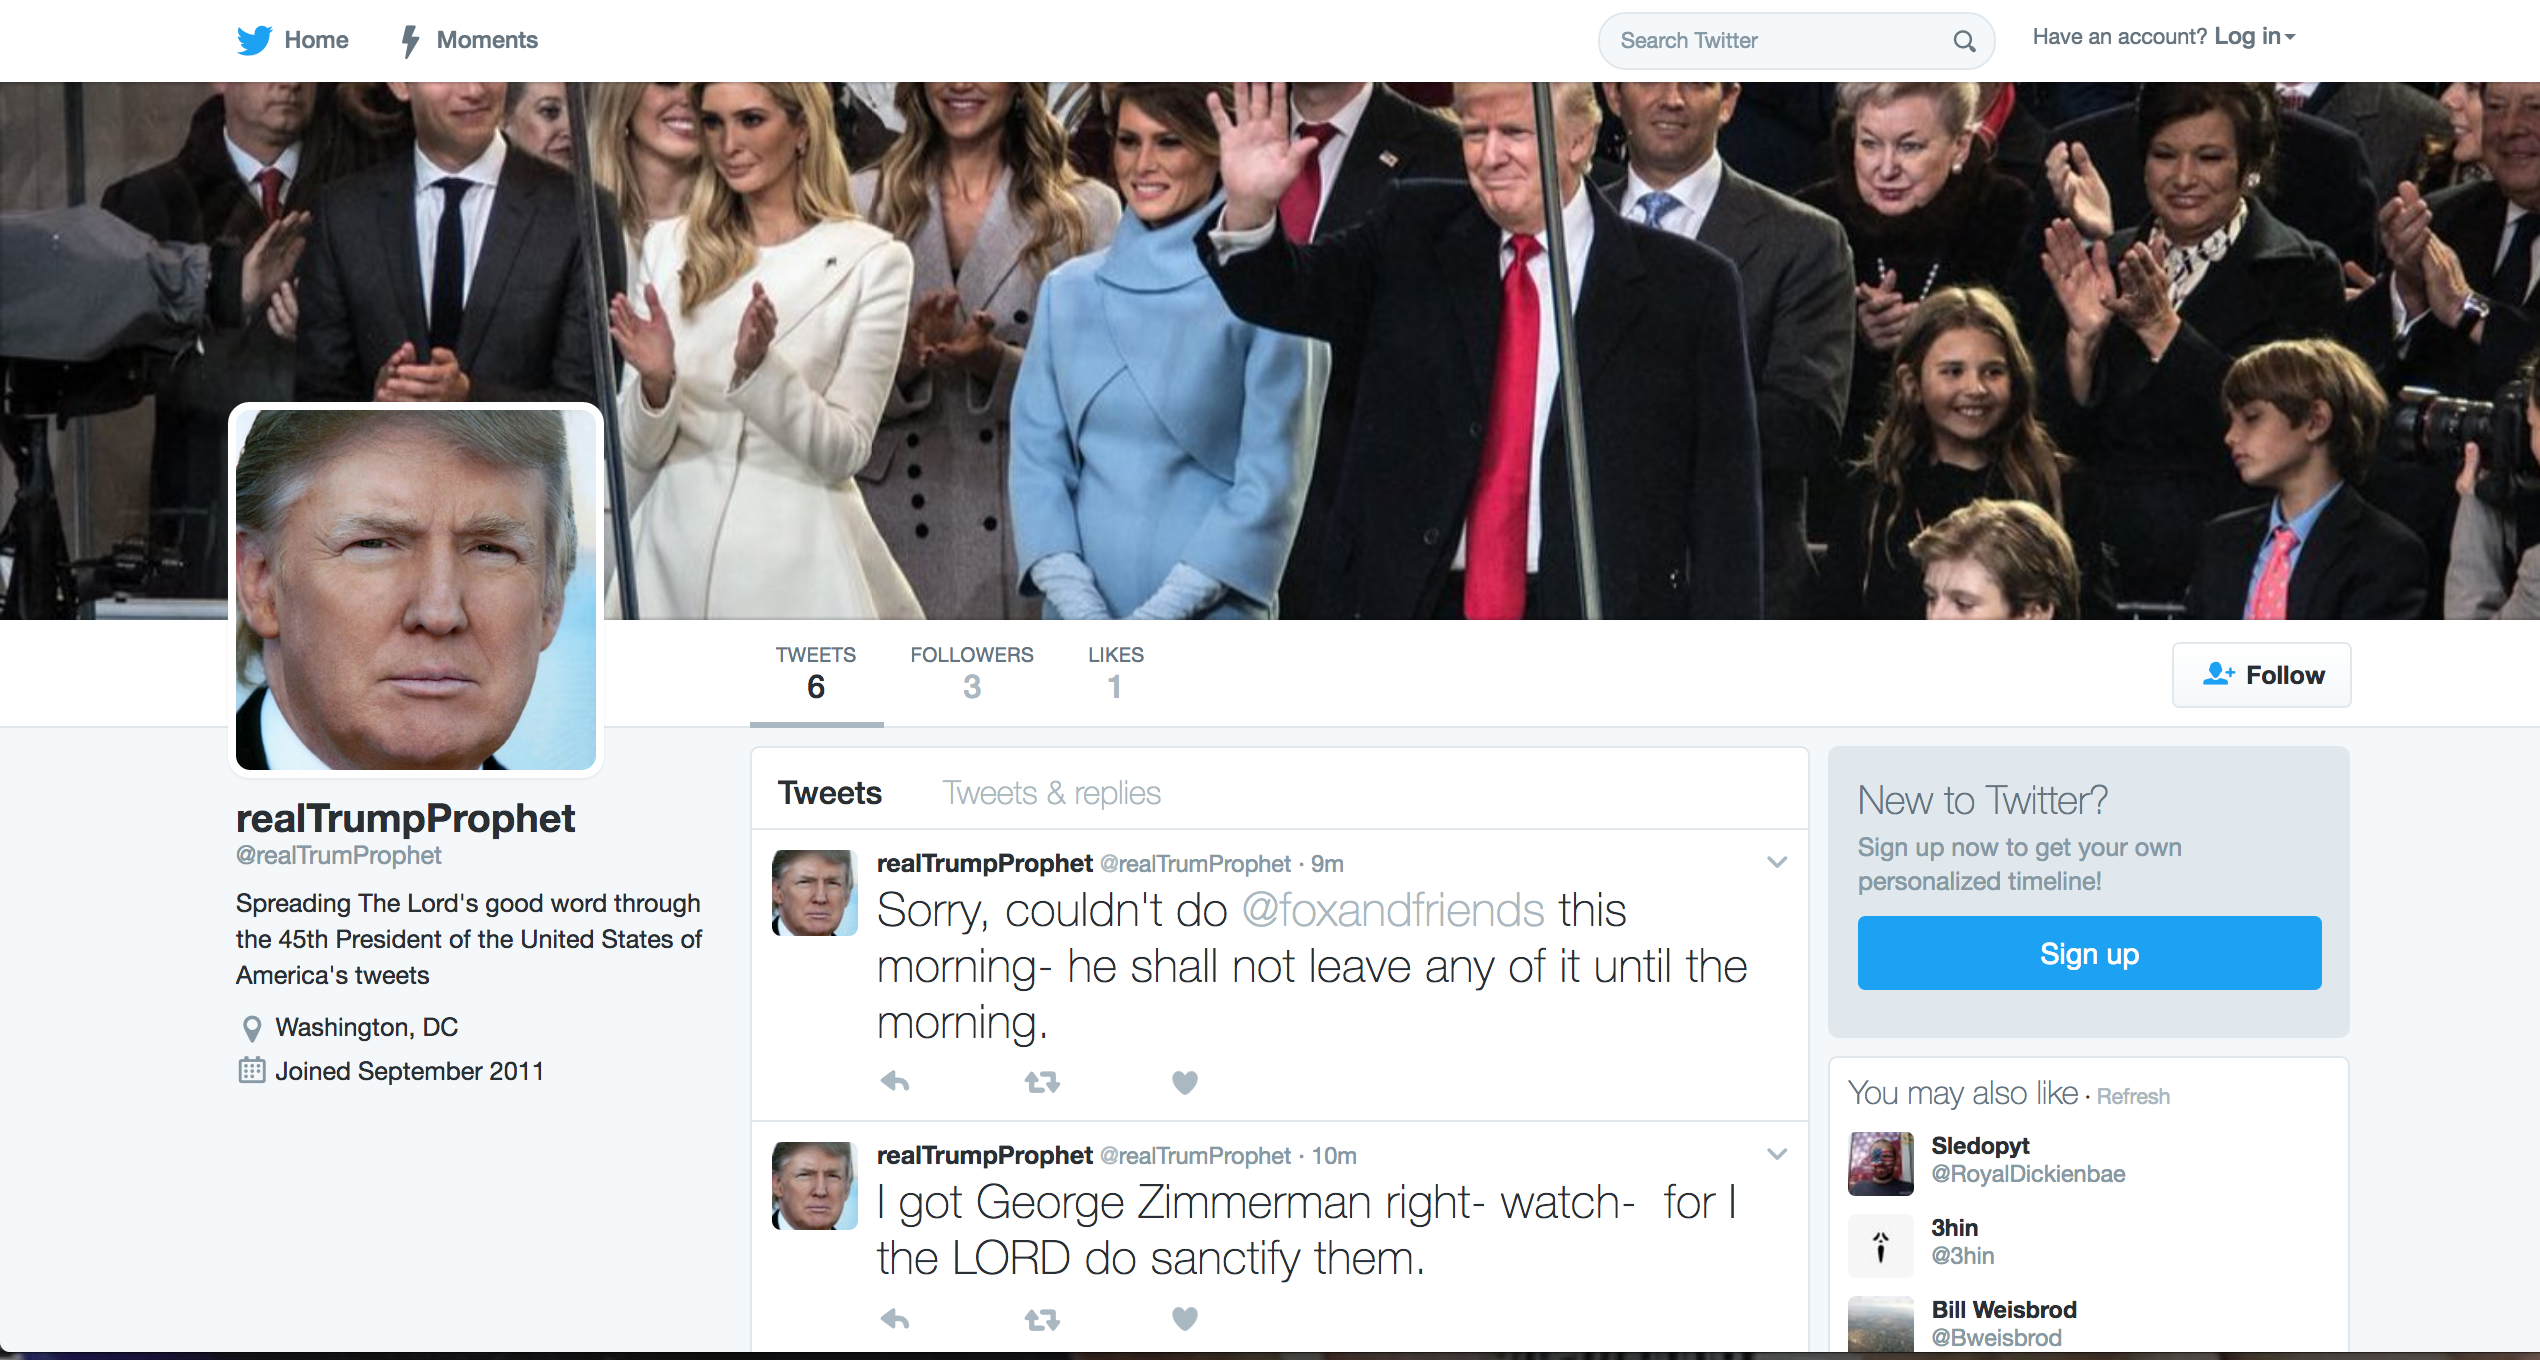 Home
Moments
Search Twitter
Have an account? Log in
TWEETS
6
FOLLOWERS
3
LIKES
1
Follow
realTrumpProphet
@realTrumProphet
Spreading The Lord's good word through
the 45th President of the United States of
America's tweets
Washington, DC
Joined September 2011
Tweets
Tweets & replies
realTrumpProphet @realTrumProphet · 9m
Sorry, couldn't do @foxandfriends this
morning- he shall not leave any of it until the
morning.
realTrumpProphet @realTrumProphet · 10m
I got George Zimmerman right- watch- for I
the LORD do sanctify them.
New to Twitter?
Sign up now to get your own
personalized timeline!
Sign up
You may also like · Refresh
Sledopyt
@RoyalDickienbae
3hin
@3hin
Bill Weisbrod
@Bweisbrod